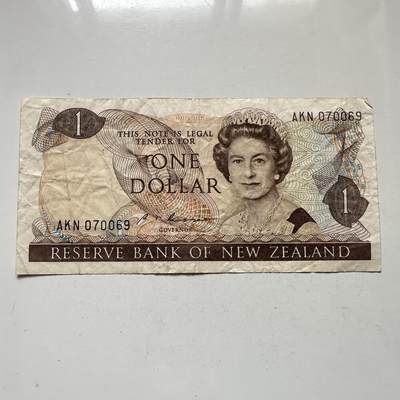 1
AKN 070069
THIS NOTE IS LEGAL
TENDER FOR
ONE
DOLLAR
1
AKN 070069
GOVERNOR
RESERVE BANK OF NEW ZEALAND